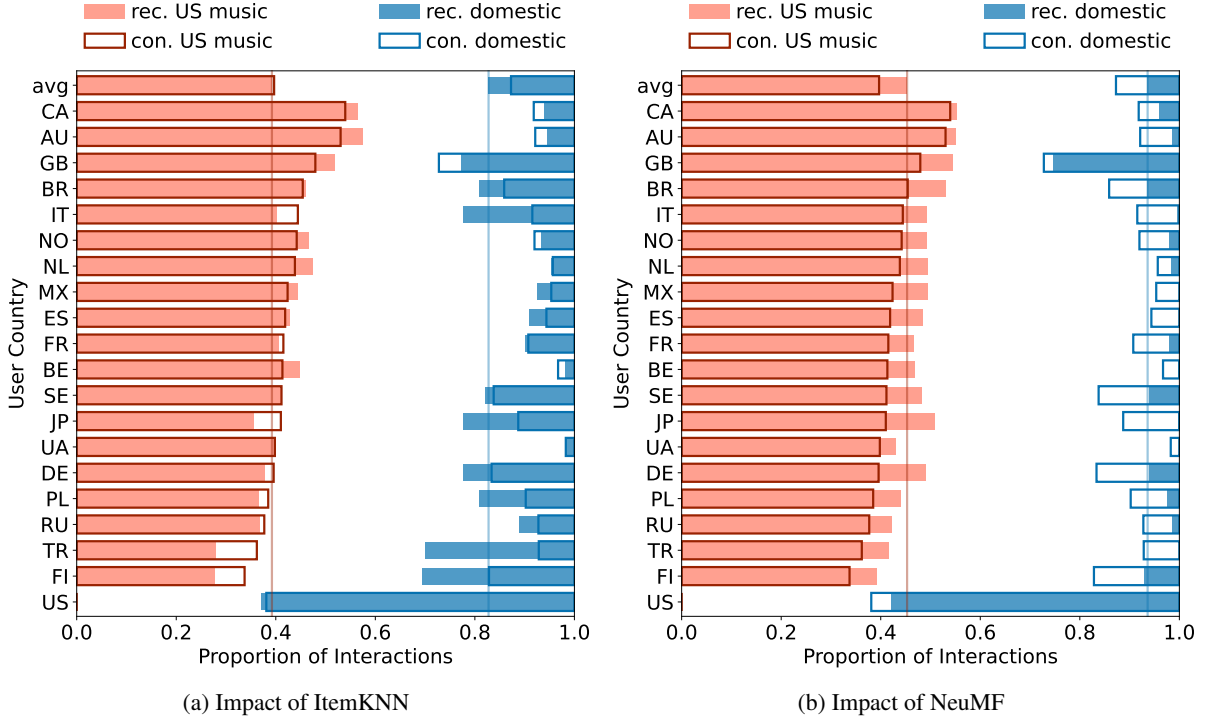 rec. US music
rec. domestic
con. US music
con. domestic
User Country
avg
CA
AU
GB
BR
IT
NO
NL
MX
ES
FR
BE
SE
JP
UA
DE
PL
RU
TR
FI
US
0.0 0.2 0.4 0.6 0.8 1.0
Proportion of Interactions
(a) Impact of ItemKNN
rec. US music
rec. domestic
con. US music
con. domestic
User Country
avg
CA
AU
GB
BR
IT
NO
NL
MX
ES
FR
BE
SE
JP
UA
DE
PL
RU
TR
FI
US
0.0 0.2 0.4 0.6 0.8 1.0
Proportion of Interactions
(b) Impact of NeuMF